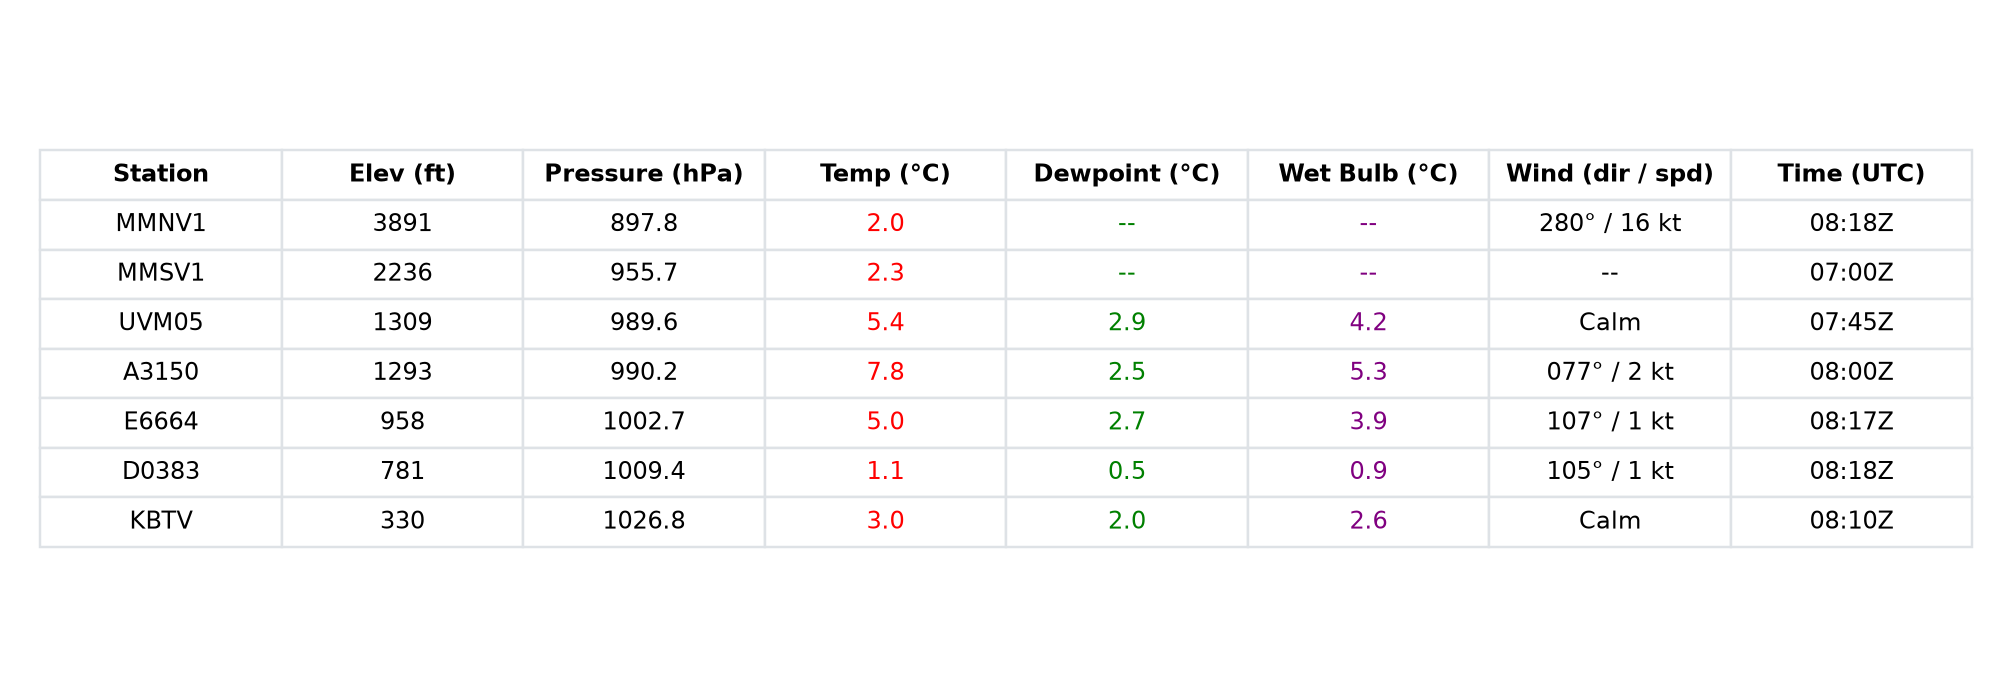 Station Elev (ft) Pressure (hPa) Temp (°C) Dewpoint (°C) Wet Bulb (°C) Wind (dir / spd) Time (UTC)
MMNV1 3891 897.8 2.0 -- -- 280° / 16 kt 08:18Z
MMSV1 2236 955.7 2.3 -- -- -- 07:00Z
UVM05 1309 989.6 5.4 2.9 4.2 Calm 07:45Z
A3150 1293 990.2 7.8 2.5 5.3 077° / 2 kt 08:00Z
E6664 958 1002.7 5.0 2.7 3.9 107° / 1 kt 08:17Z
D0383 781 1009.4 1.1 0.5 0.9 105° / 1 kt 08:18Z
KBTV 330 1026.8 3.0 2.0 2.6 Calm 08:10Z